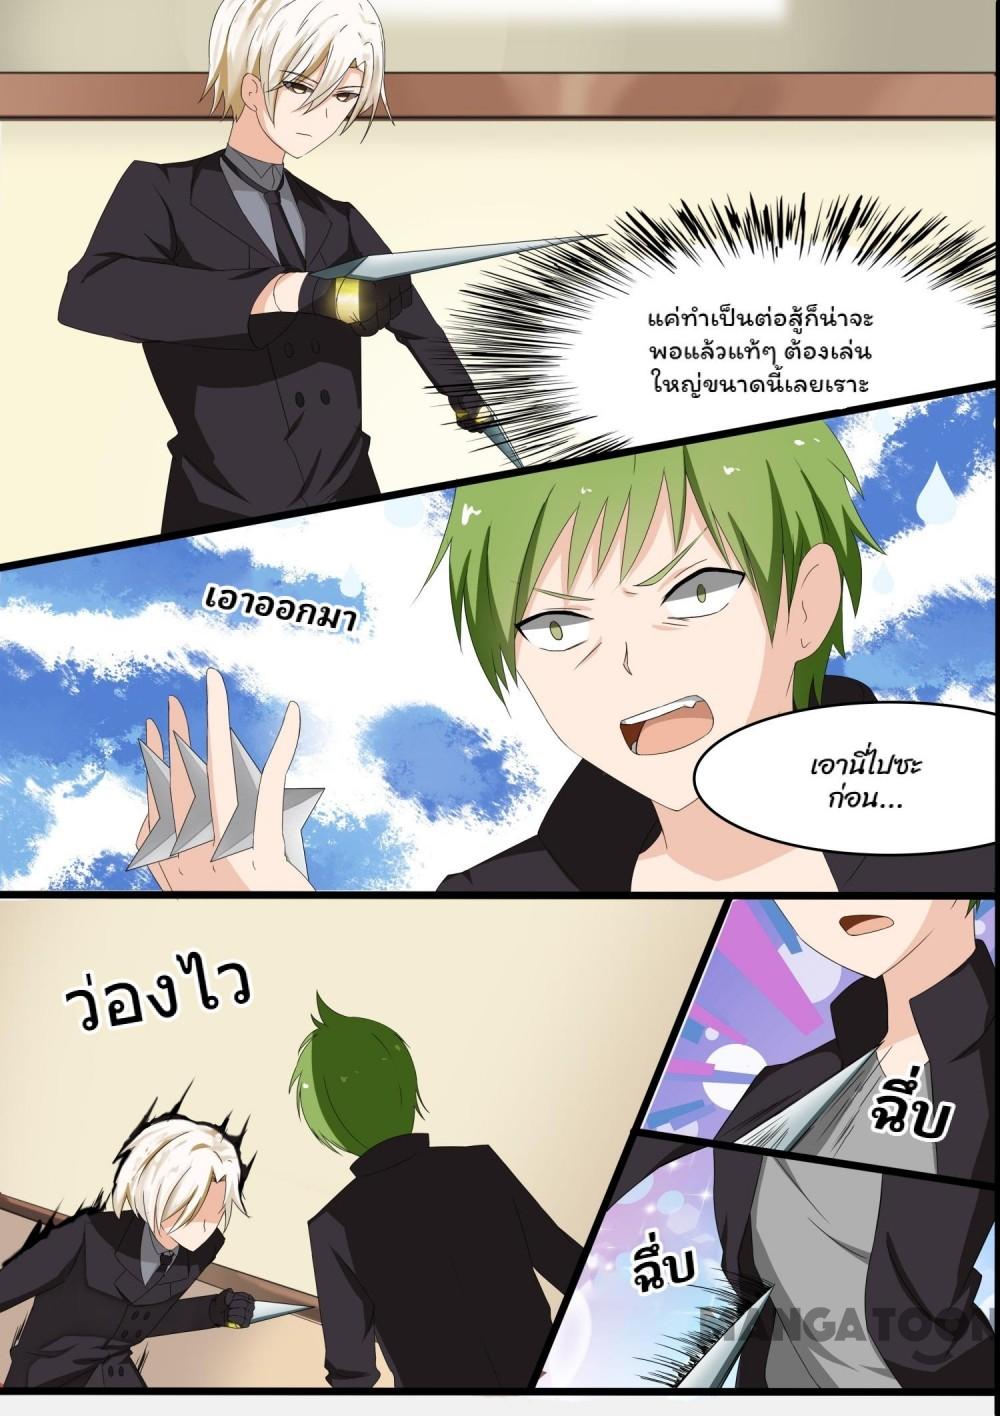 แค่ทำเป็นต่อสู้ก็น่าจะ
พอแล้วแท้ๆ ต้องเล่น
ใหญ่ขนาดนี้เลยเราะ
เอาออกมา
เอานี่ไปซะ
ก่อน...
ว่องไว
ฉึ่บ
ฉึ่บ
MANGATOON